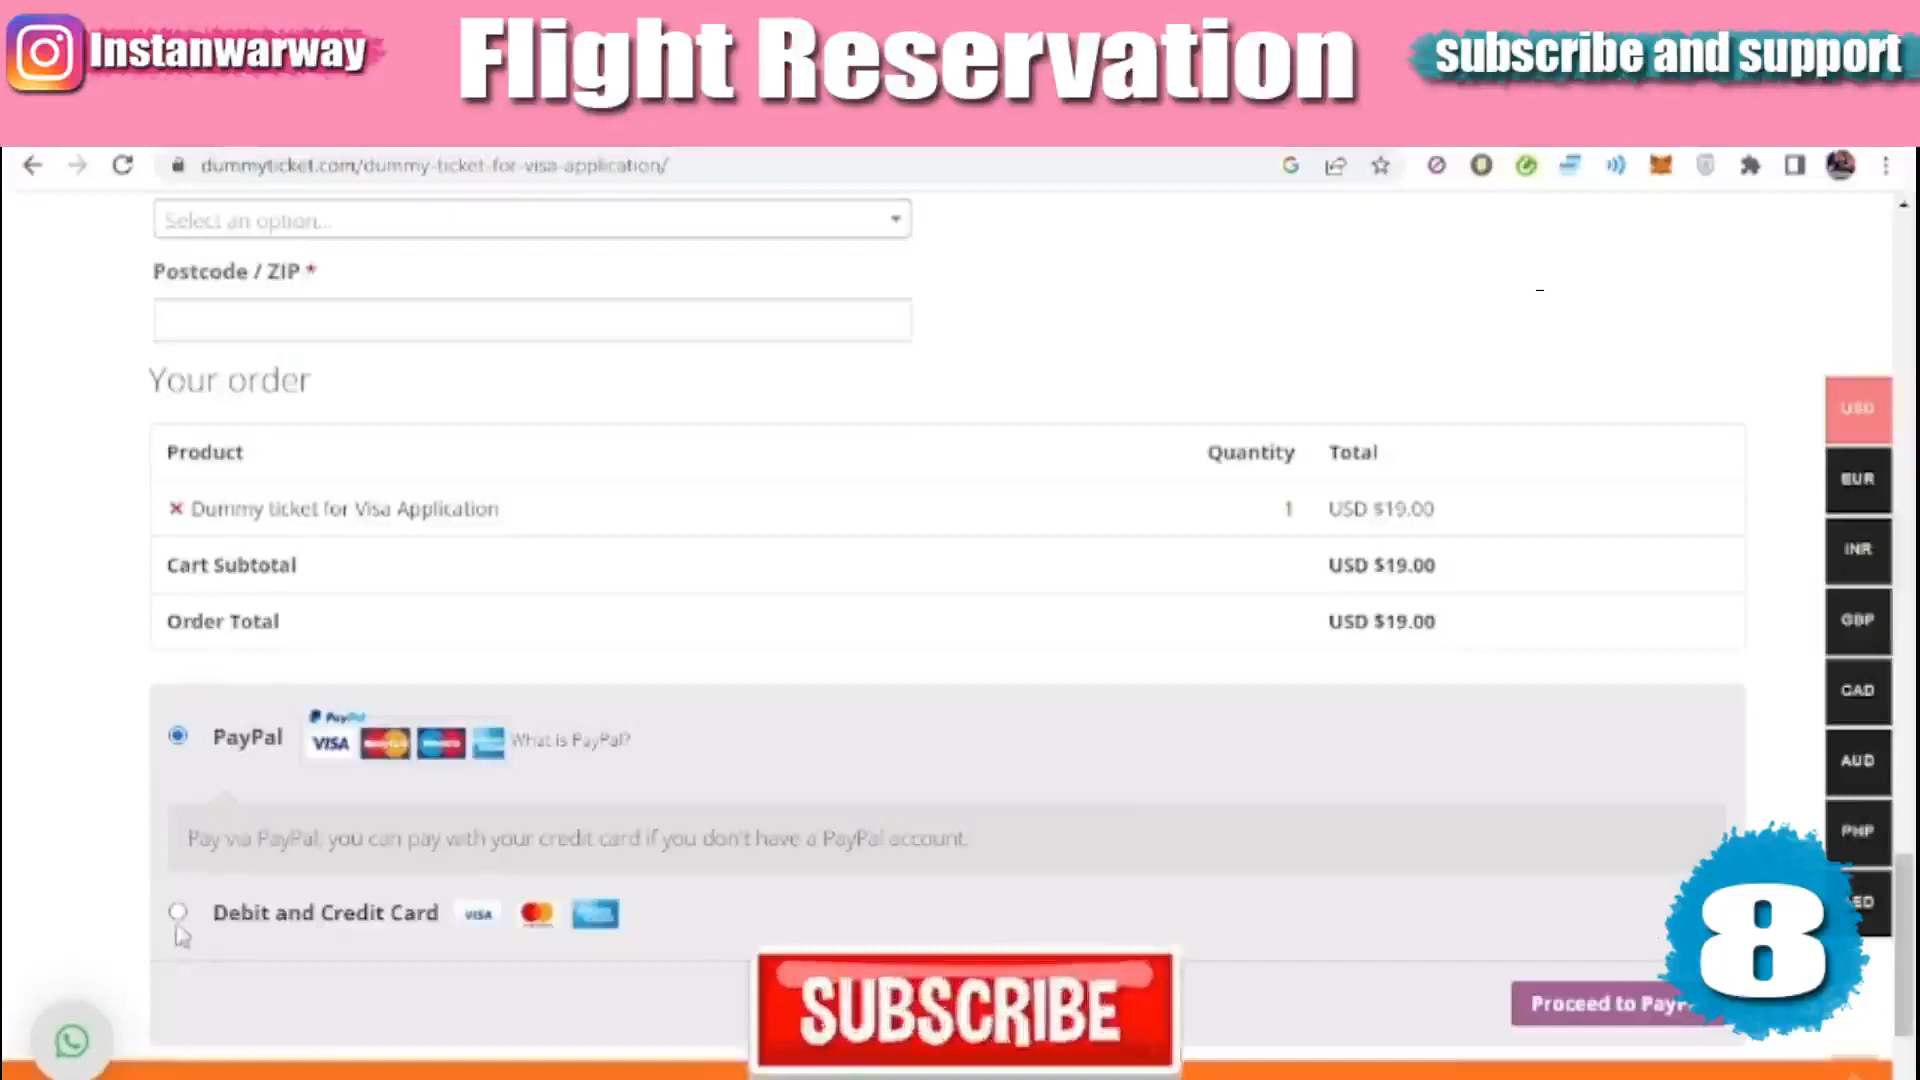 Instanwarway
Flight Reservation
subscribe and support
dummyticket.com/dummy-ticket-for-visa-application/
Select an option...
Postcode / ZIP *
Your order
Product Quantity Total
× Dummy ticket for Visa Application 1 USD $19.00
Cart Subtotal USD $19.00
Order Total USD $19.00
USD
EUR
INR
GBP
CAD
AUD
PHP
PayPal
PayPal VISA What is PayPal?
Pay via PayPal; you can pay with your credit card if you don't have a PayPal account.
Debit and Credit Card VISA
8
SUBSCRIBE
Proceed to